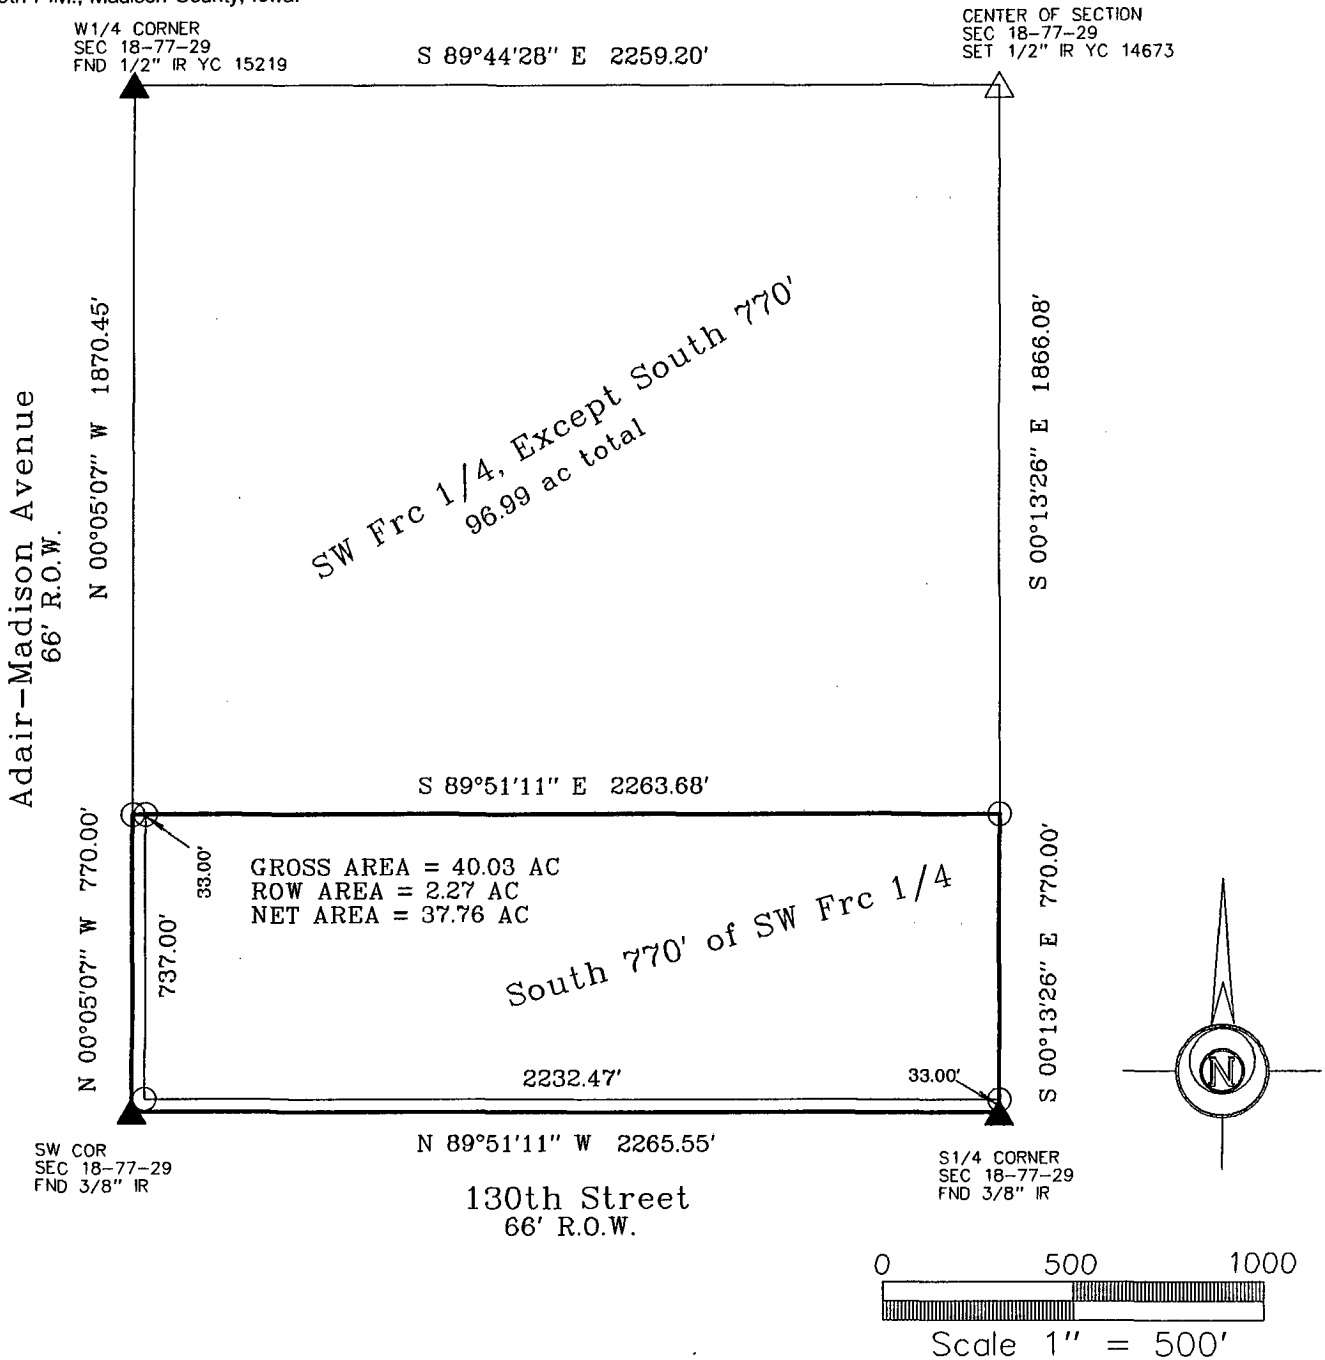 Madison County, Iowa.
W1/4 CORNER
SEC 18-77-29
FND 1/2" IR YC 15219
S 89°44'28" E 2259.20'
CENTER OF SECTION
SEC 18-77-29
SET 1/2" IR YC 14673
N 00°05'07" W 1870.45'
S 00°13'26" E 1866.08'
Adair-Madison Avenue
66' R.O.W.
SW Frc 1/4, Except South 770'
96.99 ac total
S 89°51'11" E 2263.68'
N 00°05'07" W 770.00'
33.00'
737.00'
GROSS AREA = 40.03 AC
ROW AREA = 2.27 AC
NET AREA = 37.76 AC
South 770' of SW Frc 1/4
S 00°13'26" E 770.00'
2232.47'
33.00'
N
N 89°51'11" W 2265.55'
SW COR
SEC 18-77-29
FND 3/8" IR
S1/4 CORNER
SEC 18-77-29
FND 3/8" IR
130th Street
66' R.O.W.
0 500 1000
Scale 1" = 500'